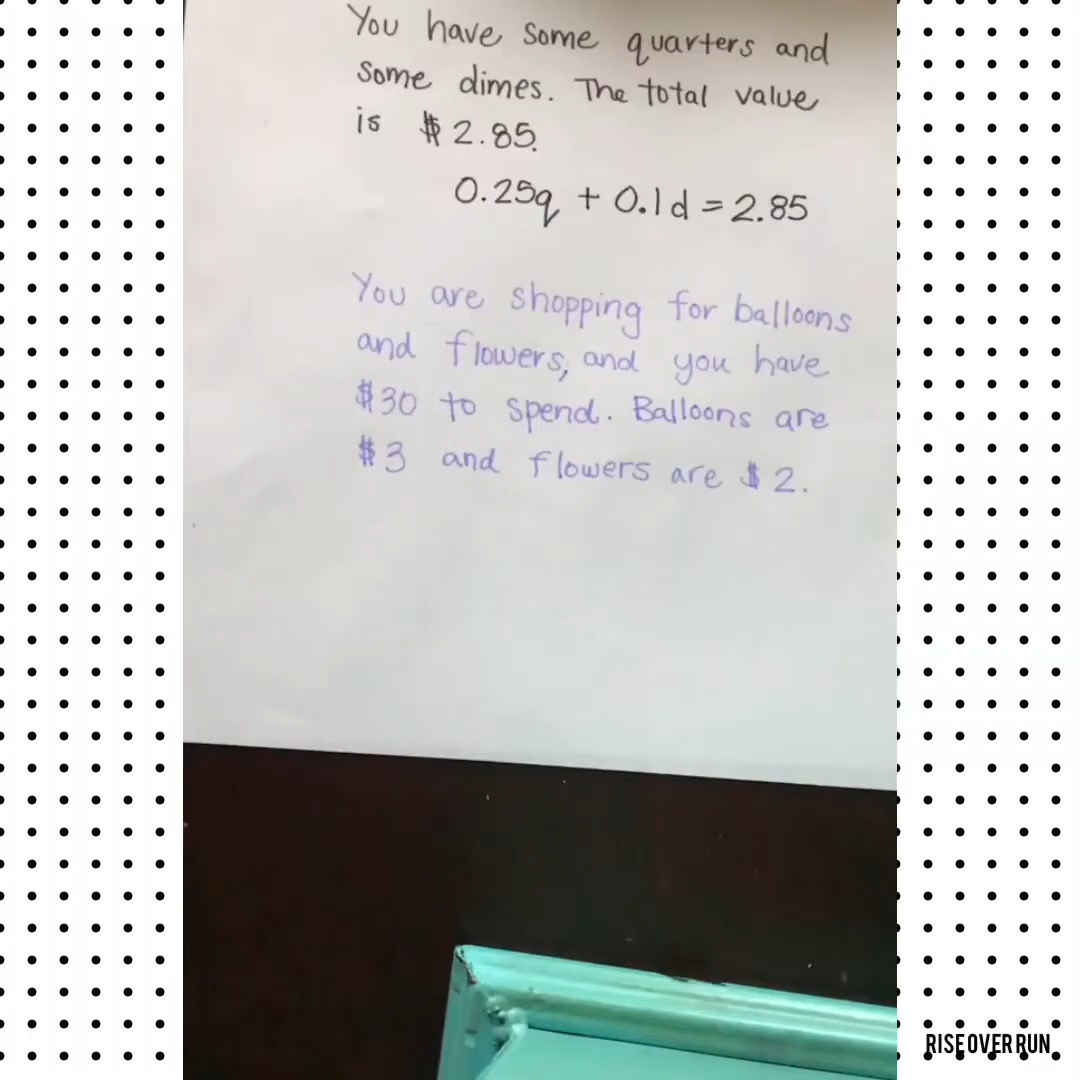 You have some quarters and
some dimes. The total value
is $2.85.
0.25q + 0.1d = 2.85
You are shopping for balloons
and flowers, and you have
$30 to spend. Balloons are
$3 and flowers are $2.
RISE OVER RUN